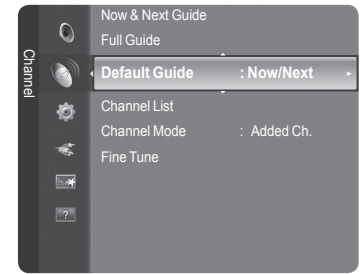 Channel
Now & Next Guide
Full Guide
Default Guide : Now/Next
Channel List
Channel Mode : Added Ch.
Fine Tune
?